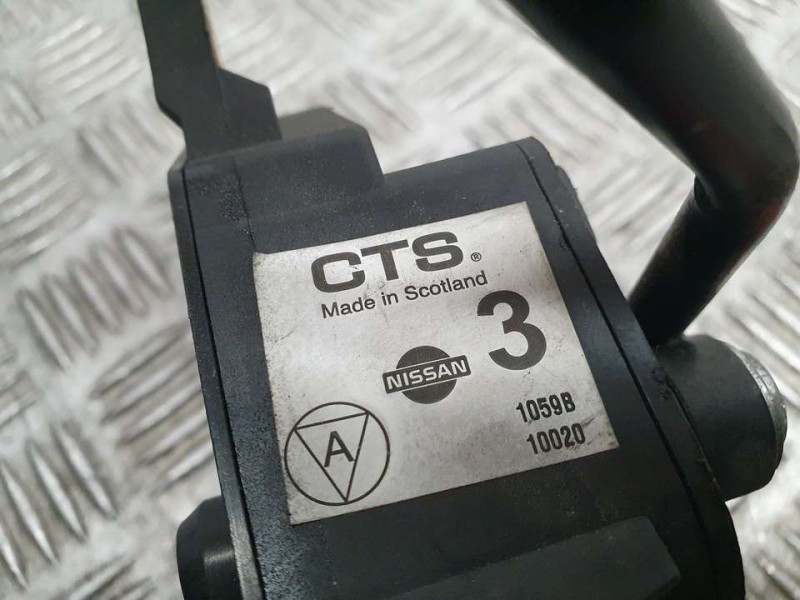 CTS®
Made in Scotland
3
NISSAN
1059B
10020
A